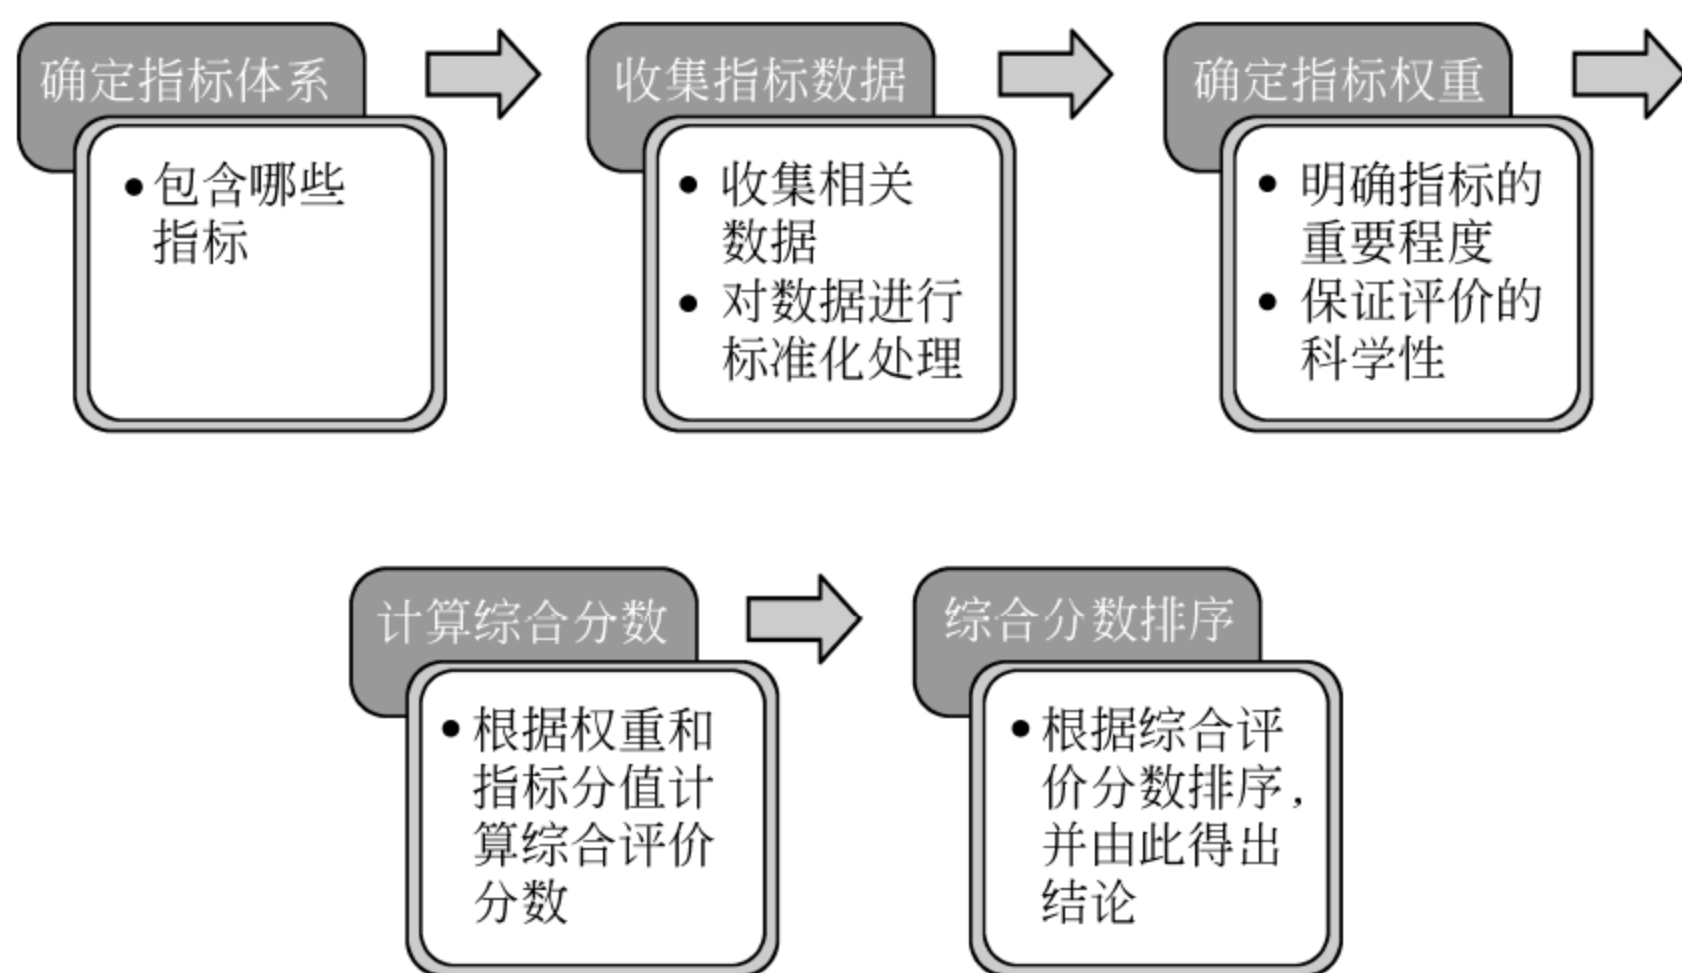 确定指标体系
• 包含哪些
指标
收集指标数据
• 收集相关
数据
• 对数据进行
标准化处理
确定指标权重
• 明确指标的
重要程度
• 保证评价的
科学性
计算综合分数
• 根据权重和
指标分值计
算综合评价
分数
综合分数排序
• 根据综合评
价分数排序，
并由此得出
结论